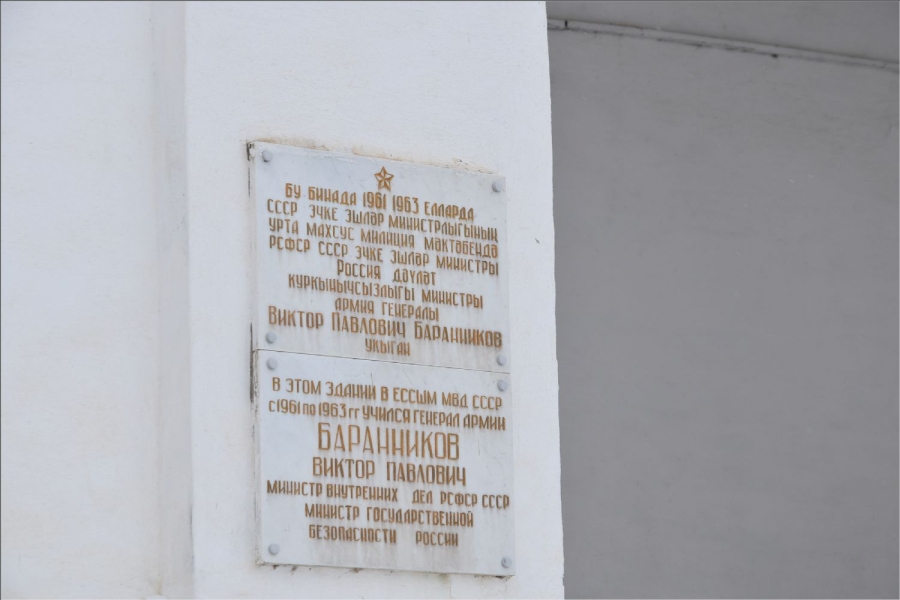 БУ БИНАДА 1961 1963 ЕЛЛАРДА
СССР ЭЧКЕ ЭШЛӘР МИНИСТРЛЫГЫНЫҢ
УРТА МАХСУС МИЛИЦИЯ МӘКТӘБЕНДӘ
РСФСР СССР ЭЧКЕ ЭШЛӘР МИНИСТРЫ
РОССИЯ ДӘҮЛӘТ
КУРКЫНЫЧСЫЗЛЫГЫ МИНИСТРЫ
АРМИЯ ГЕНЕРАЛЫ
ВИКТОР ПАВЛОВИЧ БАРАННИКОВ
УКЫГАН
В ЭТОМ ЗДАНИИ В ЕССШМ МВД СССР
С 1961 ПО 1963 ГГ УЧИЛСЯ ГЕНЕРАЛ АРМИИ
БАРАННИКОВ
ВИКТОР ПАВЛОВИЧ
МИНИСТР ВНУТРЕННИХ ДЕЛ РСФСР СССР
МИНИСТР ГОСУДАРСТВЕННОЙ
БЕЗОПАСНОСТИ РОССИИ